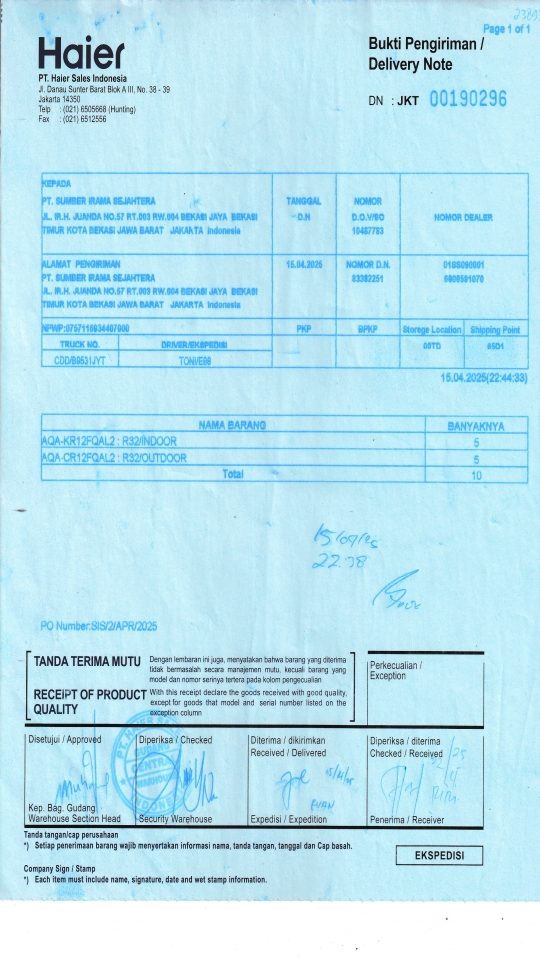 Page 1 of 1
Haier
PT. Haier Sales Indonesia
Jl. Danau Sunter Barat Blok A III, No. 38 - 39
Jakarta 14350
Telp : (021) 6505668 (Hunting)
Fax : (021) 6512556
Bukti Pengiriman /
Delivery Note
DN : JKT 00190296
KEPADA
PT. SUMBER IRAMA SEJAHTERA
JL. IR.H. JUANDA NO.57 RT.003 RW.004 BEKASI JAYA BEKASI
TIMUR KOTA BEKASI JAWA BARAT JAKARTA Indonesia
TANGGAL
D.N
NOMOR
D.O./SO
10487783
NOMOR DEALER
ALAMAT PENGIRIMAN
PT. SUMBER IRAMA SEJAHTERA
JL. IR.H. JUANDA NO.57 RT.003 RW.004 BEKASI JAYA BEKASI
TIMUR KOTA BEKASI JAWA BARAT JAKARTA Indonesia
15.04.2025
NOMOR D.N.
83382251
PKP
BPKP
Storage Location
Shipping Point
TRUCK NO.
DRIVER/EKSPEDISI
CDD/B9531JYT
15.04.2025(22:44:33)
NAMA BARANG
BANYAKNYA
AQA-KR12FQAL2 : R32/INDOOR
5
AQA-CR12FQAL2 : R32/OUTDOOR
5
Total
10
22 38
PO Number:SIS/2/APR/2025
TANDA TERIMA MUTU
Dengan lembaran ini juga, menyatakan bahwa barang yang diterima
tidak bermasalah secara manajemen mutu, kecuali barang yang
model dan nomor serinya tertera pada kolom pengecualian
RECEIPT OF PRODUCT
QUALITY
With this receipt declare the goods received with good quality,
except for goods that model and serial number listed on the
exception column
Perkecualian /
Exception
Disetujui / Approved
Kep. Bag. Gudang
Warehouse Section Head
Diperiksa / Checked
Security Warehouse
Diterima / dikirimkan
Received / Delivered
Expedisi / Expedition
Diperiksa / diterima
Checked / Received
Penerima / Receiver
Tanda tangan/cap perusahaan
*) Setiap penerimaan barang wajib menyertakan informasi nama, tanda tangan, tanggal dan Cap basah.
EKSPEDISI
Company Sign / Stamp
*) Each item must include name, signature, date and wet stamp information.